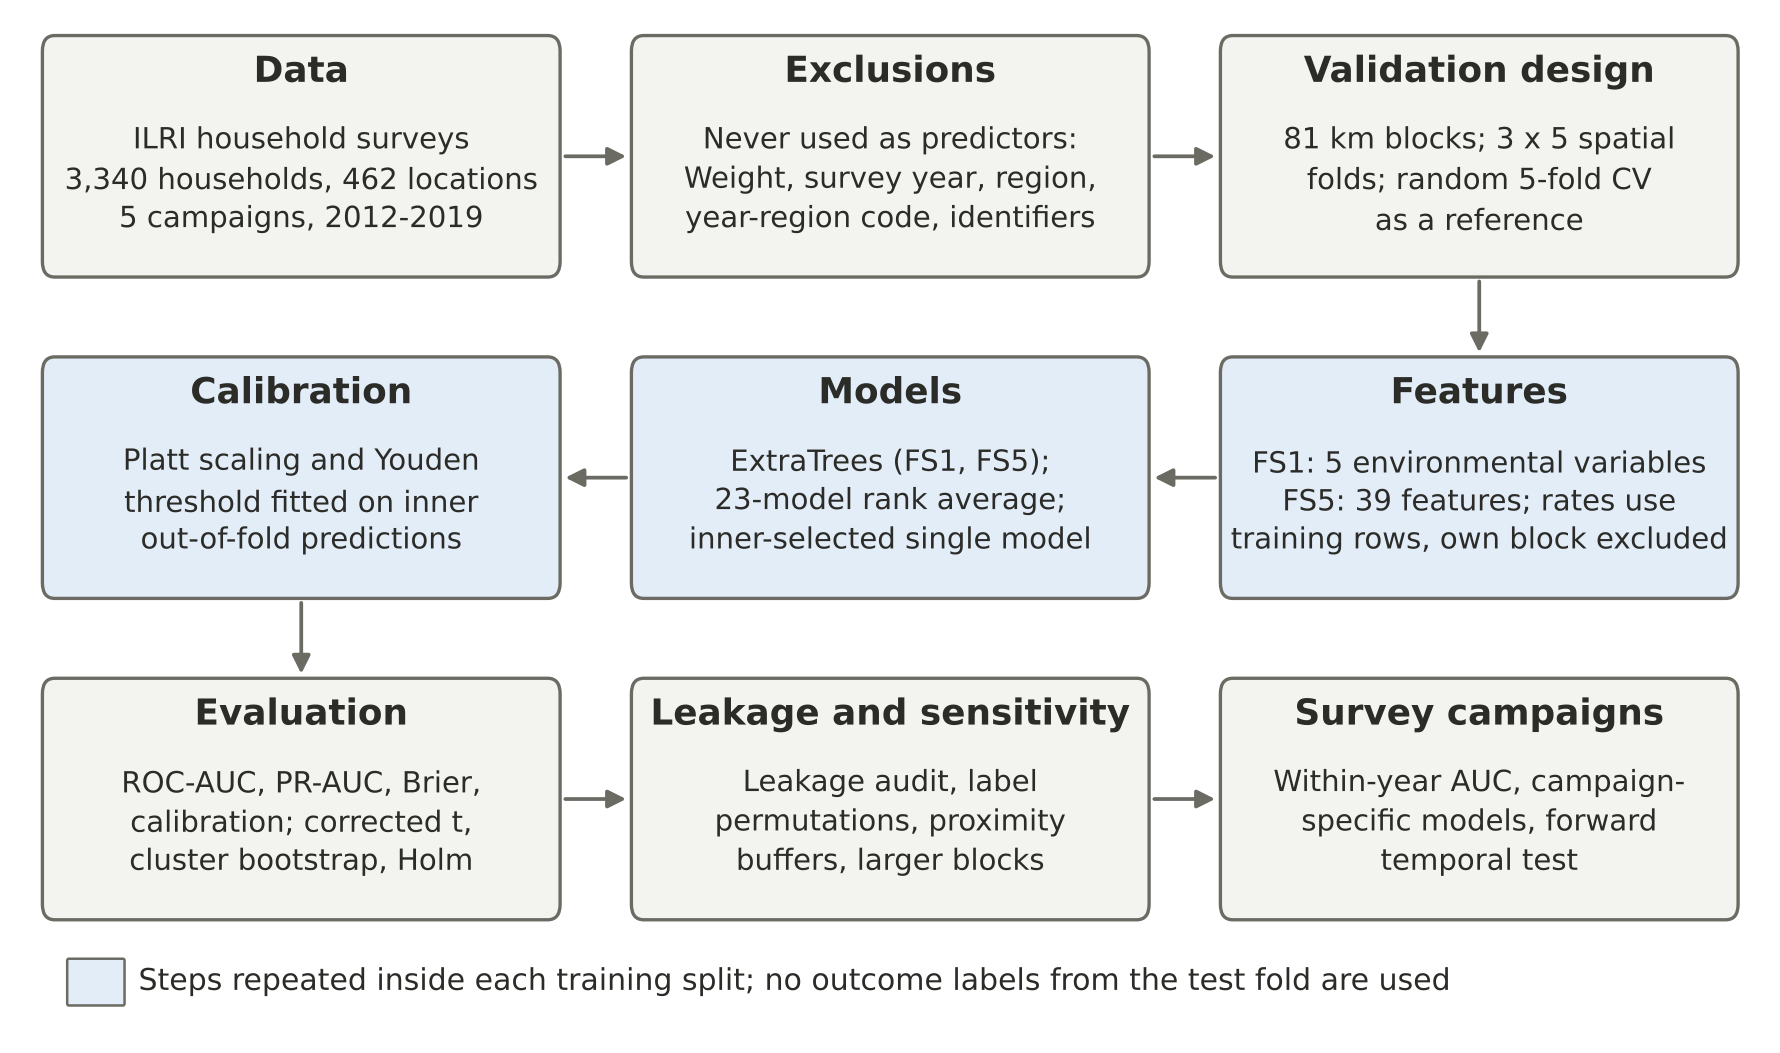 Data
ILRI household surveys
3,340 households, 462 locations
5 campaigns, 2012-2019
Exclusions
Never used as predictors:
Weight, survey year, region,
year-region code, identifiers
Validation design
81 km blocks; 3 x 5 spatial
folds; random 5-fold CV
as a reference
Features
FS1: 5 environmental variables
FS5: 39 features; rates use
training rows, own block excluded
Models
ExtraTrees (FS1, FS5);
23-model rank average;
inner-selected single model
Calibration
Platt scaling and Youden
threshold fitted on inner
out-of-fold predictions
Evaluation
ROC-AUC, PR-AUC, Brier,
calibration; corrected t,
cluster bootstrap, Holm
Leakage and sensitivity
Leakage audit, label
permutations, proximity
buffers, larger blocks
Survey campaigns
Within-year AUC, campaign-
specific models, forward
temporal test
Steps repeated inside each training split; no outcome labels from the test fold are used